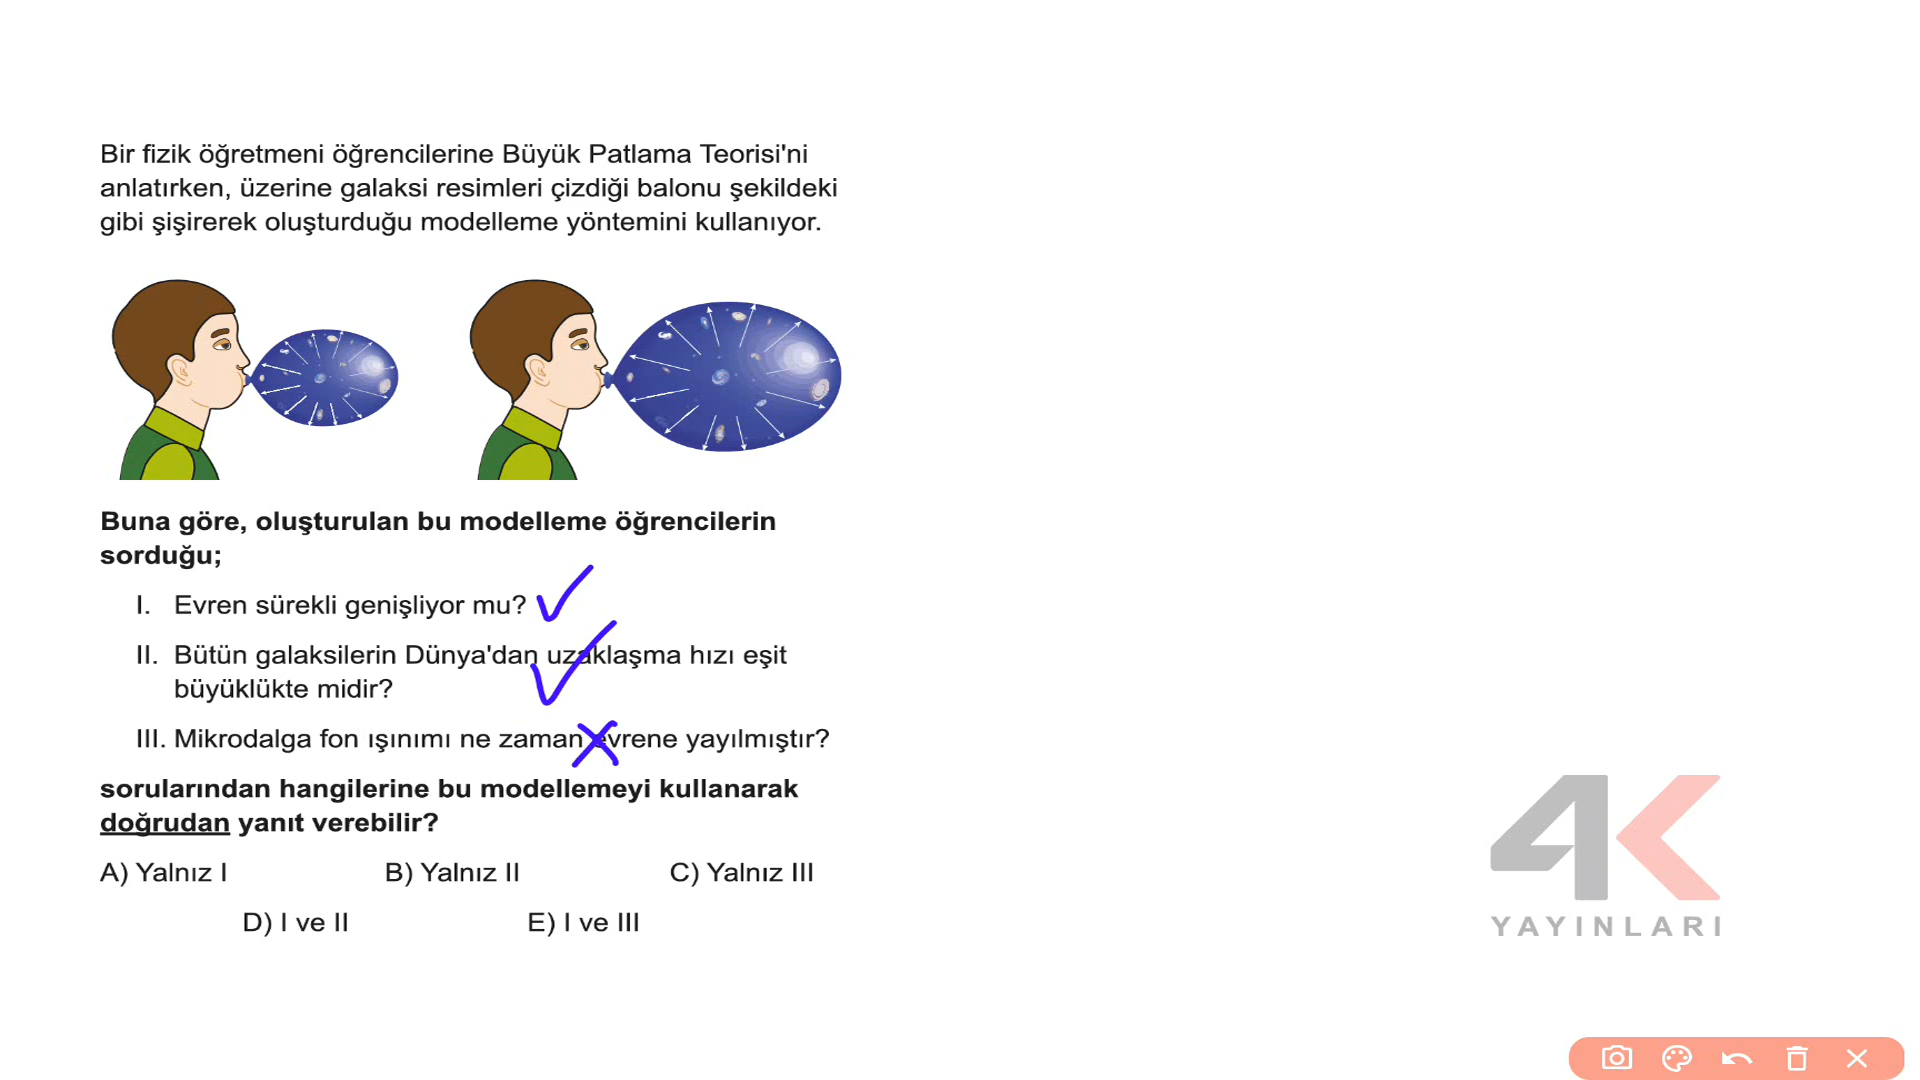 Bir fizik öğretmeni öğrencilerine Büyük Patlama Teorisi'ni
anlatırken, üzerine galaksi resimleri çizdiği balonu şekildeki
gibi şişirerek oluşturduğu modelleme yöntemini kullanıyor.
Buna göre, oluşturulan bu modelleme öğrencilerin
sorduğu;
I. Evren sürekli genişliyor mu?
II. Bütün galaksilerin Dünya'dan uzaklaşma hızı eşit
büyüklükte midir?
III. Mikrodalga fon ışınımı ne zaman evrene yayılmıştır?
sorularından hangilerine bu modellemeyi kullanarak
doğrudan yanıt verebilir?
A) Yalnız I B) Yalnız II C) Yalnız III
D) I ve II E) I ve III
4K
YAYINLARI